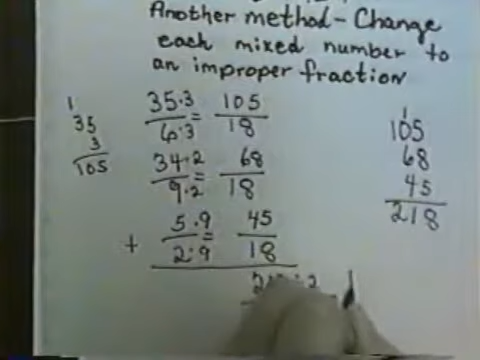 Another method - Change
each mixed number to
an improper fraction
1
35
3
105
35·3 / 6·3 = 105 / 18
34·2 / 9·2 = 68 / 18
+ 5·9 / 2·9 = 45 / 18
1
105
68
45
218